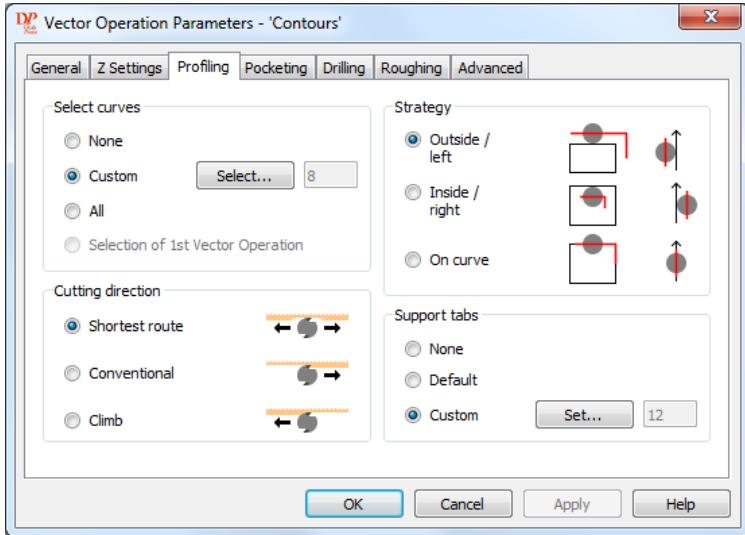 Vector Operation Parameters - 'Contours'
General Z Settings Profiling Pocketing Drilling Roughing Advanced
Select curves
None
Custom Select... 8
All
Selection of 1st Vector Operation
Cutting direction
Shortest route
Conventional
Climb
Strategy
Outside /
left
Inside /
right
On curve
Support tabs
None
Default
Custom Set... 12
OK Cancel Apply Help